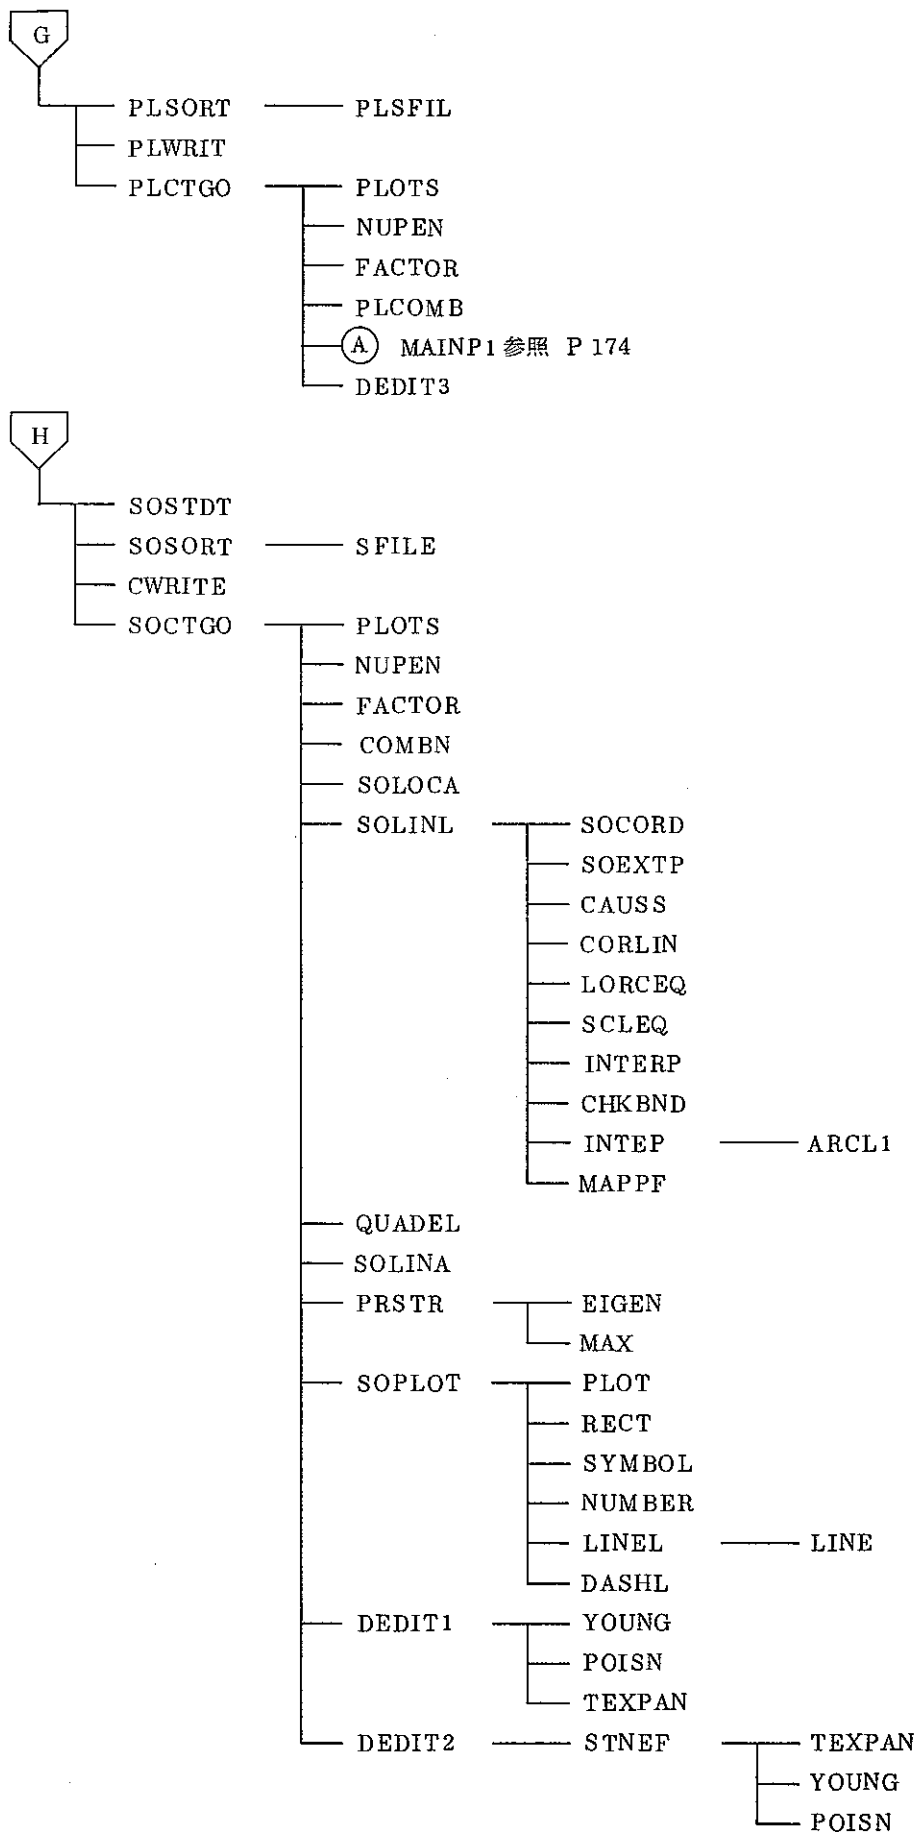 G
PLSORT PLSFIL
PLWRIT
PLCTGO PLOTS
NUPEN
FACTOR
PLCOMB
A MAINP1 参照 P 174
DEDIT3
H
SOSTDT
SOSORT SFILE
CWRITE
SOCTGO PLOTS
NUPEN
FACTOR
COMBN
SOLOCA
SOLINL SOCORD
SOEXTP
CAUSS
CORLIN
LORCEQ
SCLEQ
INTERP
CHKBND
INTEP ARCL1
MAPPF
QUADEL
SOLINA
PRSTR EIGEN
MAX
SOPLOT PLOT
RECT
SYMBOL
NUMBER
LINEL LINE
DASHL
DEDIT1 YOUNG
POISN
TEXPAN
DEDIT2 STNEF TEXPAN
YOUNG
POISN